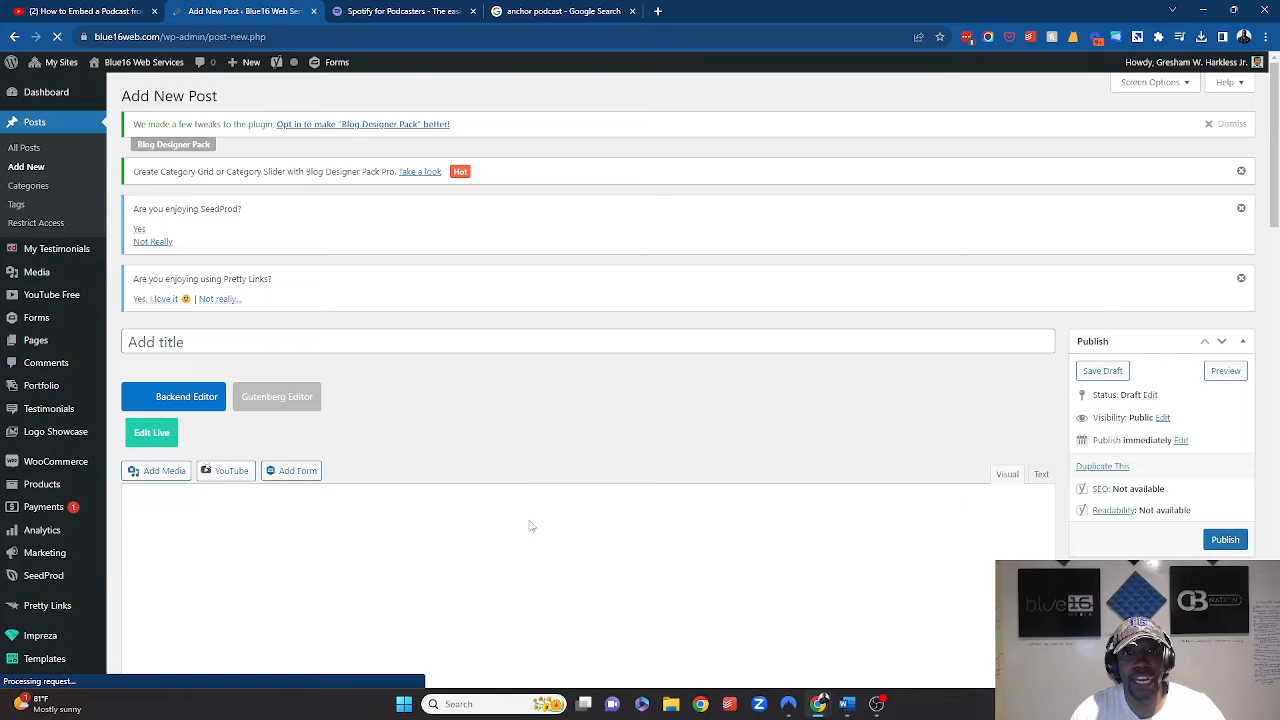 (1) How to Embed a Podcast from
Add New Post ‹ Blue16 Web Ser
Spotify for Podcasters - The eas
anchor podcast - Google Search
blue16web.com/wp-admin/post-new.php
My Sites
Blue16 Web Services
0
New
Forms
Howdy, Gresham W. Harkless Jr.
Dashboard
Posts
All Posts
Add New
Categories
Tags
Restrict Access
My Testimonials
Media
YouTube Free
Forms
Pages
Comments
Portfolio
Testimonials
Logo Showcase
WooCommerce
Products
Payments 1
Analytics
Marketing
SeedProd
Pretty Links
Impreza
Templates
Add New Post
Screen Options
Help
We made a few tweaks to the plugin, Opt in to make "Blog Designer Pack" better!
Dismiss
Blog Designer Pack
Create Category Grid or Category Slider with Blog Designer Pack Pro. Take a look Hot
Are you enjoying SeedProd?
Yes
Not Really
Are you enjoying using Pretty Links?
Yes, I love it | Not really...
Add title
Backend Editor
Gutenberg Editor
Edit Live
Add Media
YouTube
Add Form
Visual
Text
Publish
Save Draft
Preview
Status: Draft Edit
Visibility: Public Edit
Publish immediately Edit
Duplicate This
SEO: Not available
Readability: Not available
Publish
blue16
MEDIA
CB NATION
Processing request...
81°F
Mostly sunny
Search